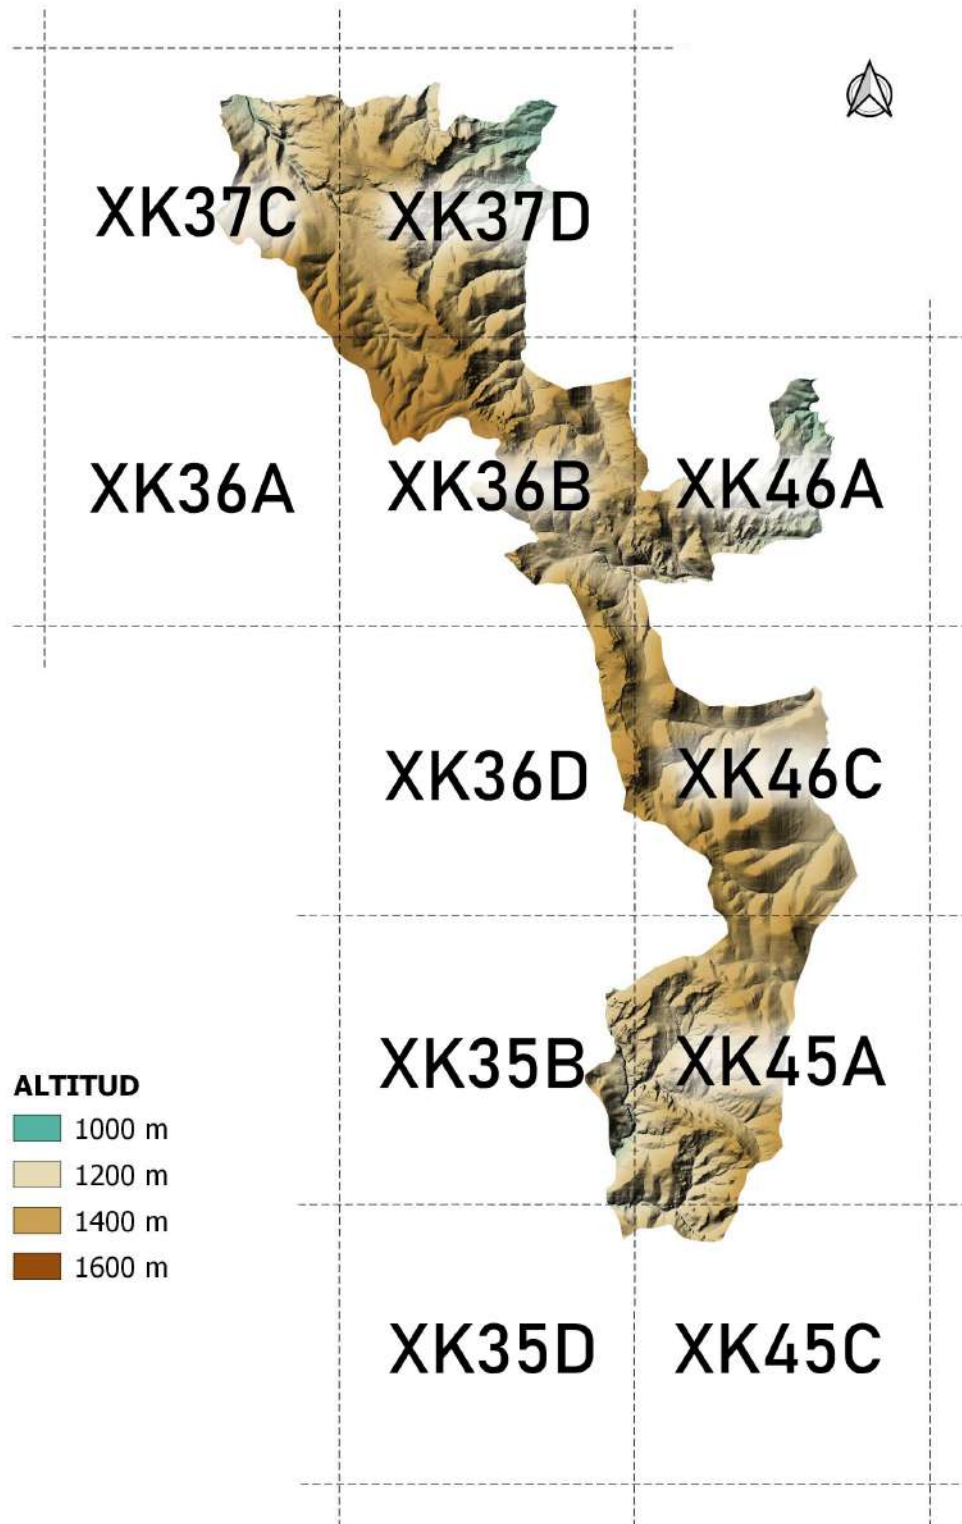 XK37C XK37D
XK36A XK36B XK46A
XK36D XK46C
XK35B XK45A
ALTITUD
1000 m
1200 m
1400 m
1600 m
XK35D XK45C